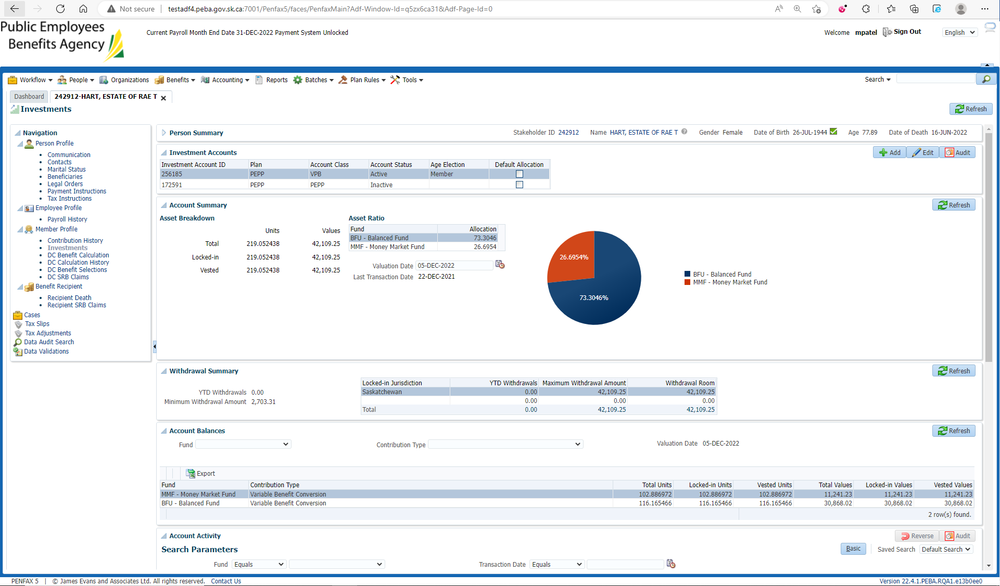 Not secure | testadf4.peba.gov.sk.ca:7001/Penfax5/faces/PenfaxMain?Adf-Window-Id=q5zx6ca31&Adf-Page-Id=0
Public Employees
Benefits Agency
Current Payroll Month End Date 31-DEC-2022 Payment System Unlocked
Welcome mpatel Sign Out English
Workflow People Organizations Benefits Accounting Reports Batches Plan Rules Tools Search
Dashboard 242912-HART, ESTATE OF RAE T
Investments Refresh
Navigation
Person Profile
Communication
Contacts
Marital Status
Beneficiaries
Legal Orders
Payment Instructions
Tax Instructions
Employee Profile
Payroll History
Member Profile
Contribution History
Investments
DC Benefit Calculation
DC Calculation History
DC Benefit Selections
DC SRB Claims
Benefit Recipient
Recipient Death
Recipient SRB Claims
Cases
Tax Slips
Tax Adjustments
Data Audit Search
Data Validations
Person Summary Stakeholder ID 242912 Name HART, ESTATE OF RAE T Gender Female Date of Birth 26-JUL-1944 Age 77.89 Date of Death 16-JUN-2022
Investment Accounts Add Edit Audit
Investment Account ID Plan Account Class Account Status Age Election Default Allocation
256185 PEPP VPB Active Member
172591 PEPP PEPP Inactive
Account Summary Refresh
Asset Breakdown
Units Values
Total 219.052438 42,109.25
Locked-in 219.052438 42,109.25
Vested 219.052438 42,109.25
Asset Ratio
Fund Allocation
BFU - Balanced Fund 73.3046
MMF - Money Market Fund 26.6954
Valuation Date 05-DEC-2022
Last Transaction Date 22-DEC-2021
26.6954%
73.3046%
BFU - Balanced Fund
MMF - Money Market Fund
Withdrawal Summary Refresh
YTD Withdrawals 0.00
Minimum Withdrawal Amount 2,703.31
Locked-in Jurisdiction YTD Withdrawals Maximum Withdrawal Amount Withdrawal Room
Saskatchewan 0.00 42,109.25 42,109.25
0.00 0.00 0.00
Total 0.00 42,109.25 42,109.25
Account Balances Refresh
Fund Contribution Type Valuation Date 05-DEC-2022
Export
Fund Contribution Type Total Units Locked-in Units Vested Units Total Values Locked-in Values Vested Values
MMF - Money Market Fund Variable Benefit Conversion 102.886972 102.886972 102.886972 11,241.23 11,241.23 11,241.23
BFU - Balanced Fund Variable Benefit Conversion 116.165466 116.165466 116.165466 30,868.02 30,868.02 30,868.02
2 row(s) found.
Account Activity Reverse Audit
Search Parameters Basic Saved Search Default Search
Fund Equals Transaction Date Equals
PENFAX 5 | © James Evans and Associates Ltd. All rights reserved. Contact Us Version 22.4.1.PEBA.RQA1.e13b0ee0